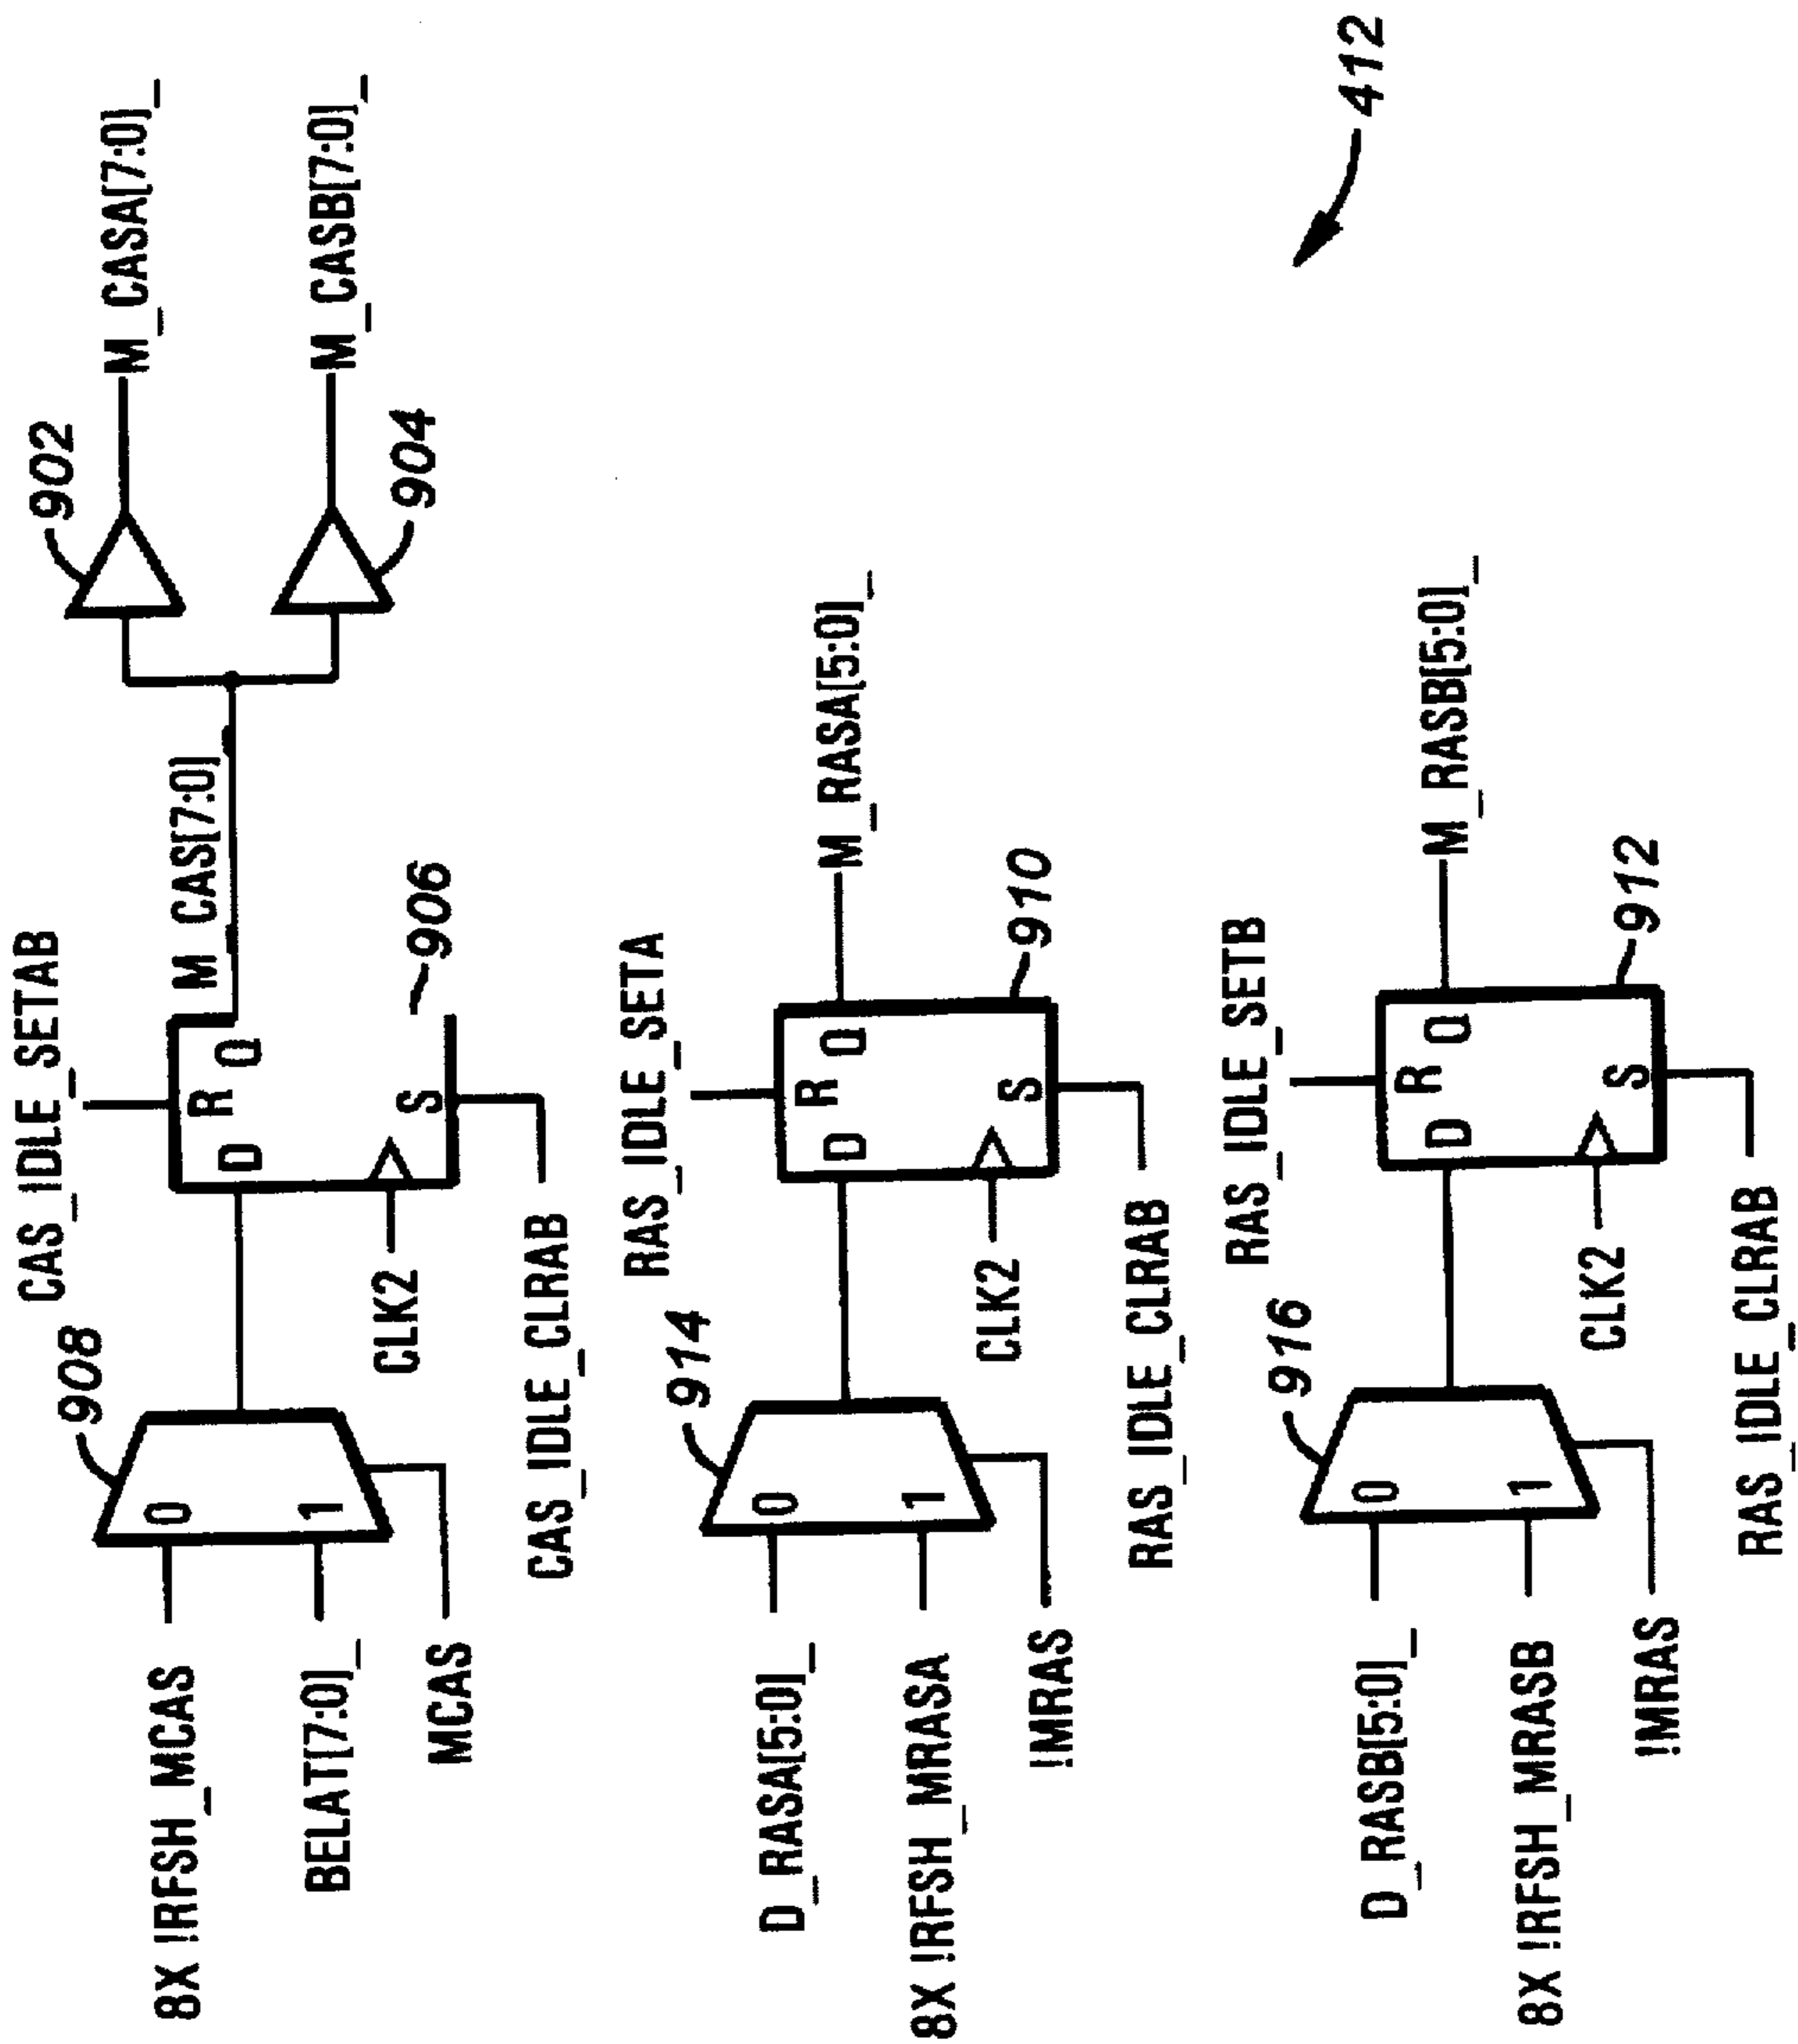 CAS_IDLE_SETAB
908
902
M_CASA[7:0]_
8X !RFSH_MCAS
0
R
D
Q
M_CAS[7:0]_
BELAT[7:0]_
1
M_CASB[7:0]_
MCAS
CLK2
S
906
904
CAS_IDLE_CLRAB
RAS_IDLE_SETA
914
D_RASA[5:0]_
0
R
D
Q
M_RASA[5:0]_
8X !RFSH_MRASA
1
!MRAS
CLK2
S
910
RAS_IDLE_CLRAB
RAS_IDLE_SETB
916
D_RASB[5:0]_
0
R
D
Q
M_RASB[5:0]_
412
8X !RFSH_MRASB
1
!MRAS
CLK2
S
912
RAS_IDLE_CLRAB